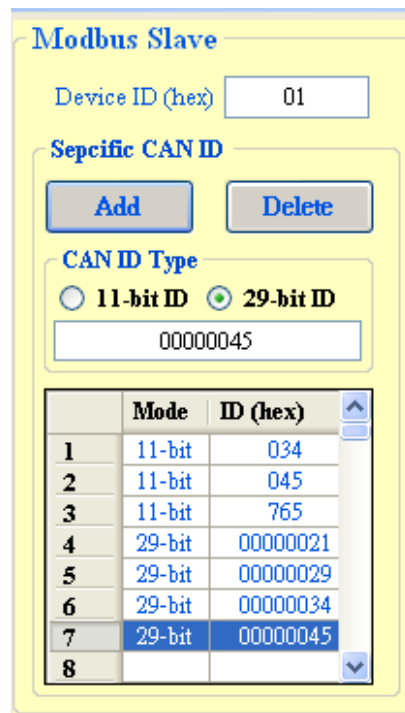 Modbus Slave
Device ID (hex) 01
Sepcific CAN ID
Add Delete
CAN ID Type
11-bit ID 29-bit ID
00000045
Mode ID (hex)
1 11-bit 034
2 11-bit 045
3 11-bit 765
4 29-bit 00000021
5 29-bit 00000029
6 29-bit 00000034
7 29-bit 00000045
8